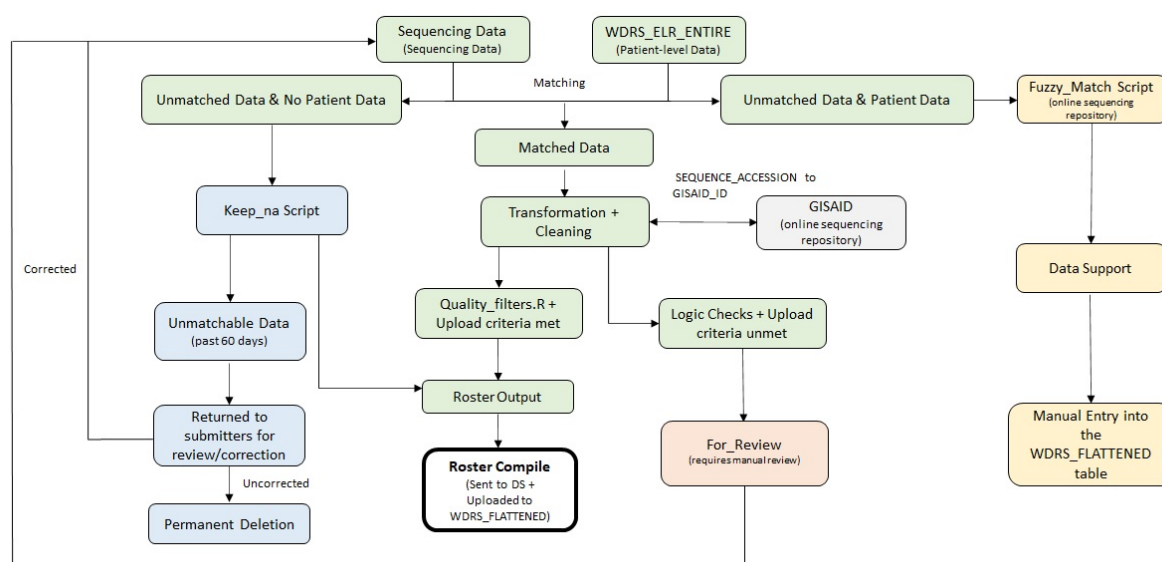 Sequencing Data
(Sequencing Data)
WDRS_ELR_ENTIRE
(Patient-level Data)
Matching
Unmatched Data & No Patient Data
Unmatched Data & Patient Data
Fuzzy_Match Script
(online sequencing
repository)
Matched Data
SEQUENCE_ACCESSION to
GISAID_ID
Keep_na Script
Transformation +
Cleaning
GISAID
(online sequencing
repository)
Corrected
Data Support
Quality_filters.R +
Upload criteria met
Logic Checks + Upload
criteria unmet
Unmatchable Data
(past 60 days)
Roster Output
Returned to
submitters for
review/correction
Manual Entry into
the
WDRS_FLATTENED
table
For_Review
(requires manual review)
Roster Compile
(Sent to DS +
Uploaded to
WDRS_FLATTENED)
Uncorrected
Permanent Deletion